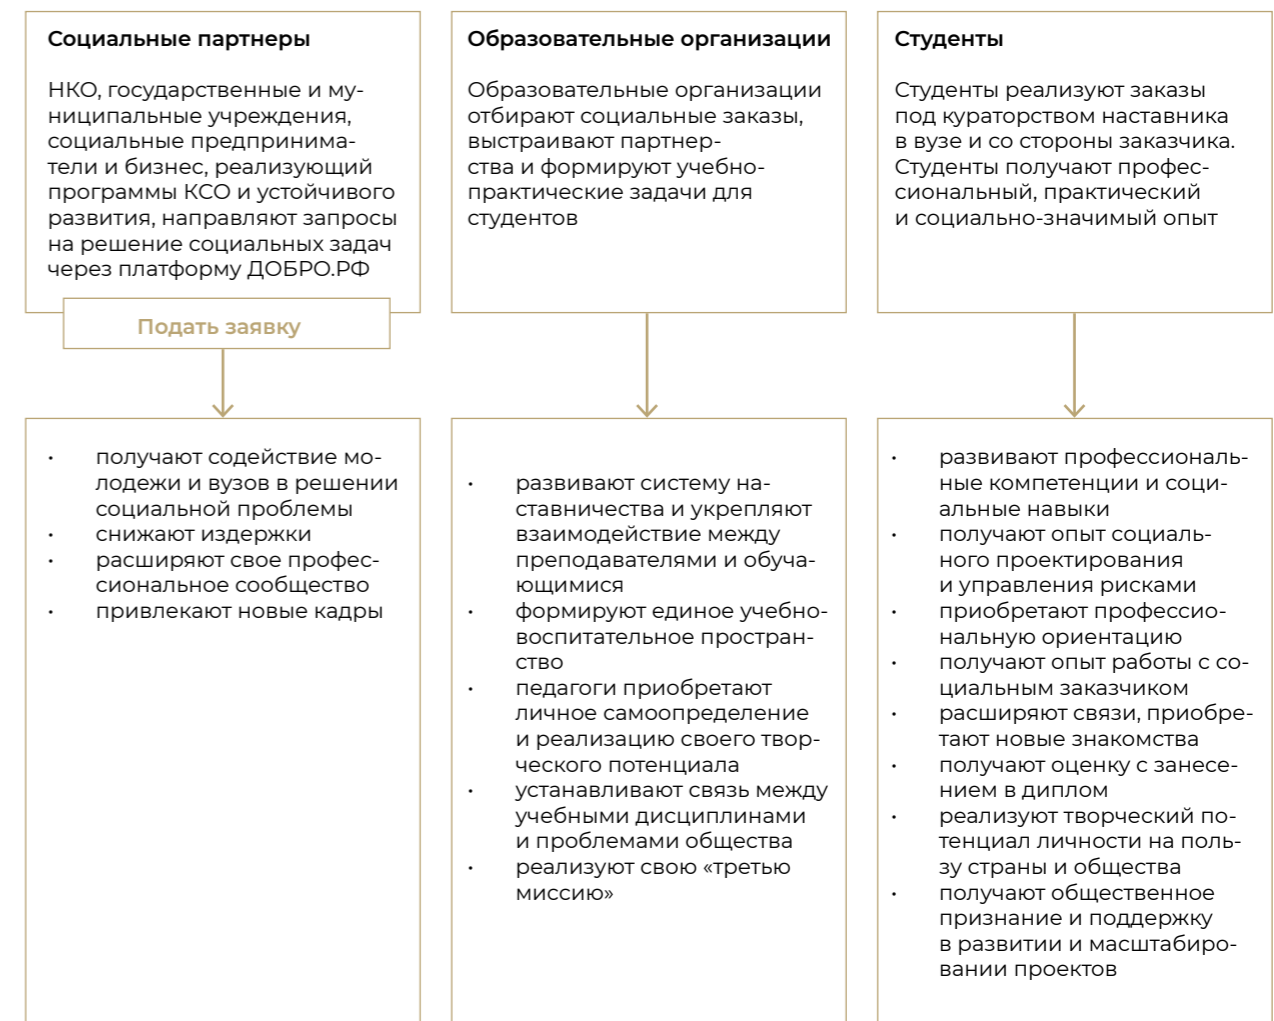 Социальные партнеры
НКО, государственные и му-
ниципальные учреждения,
социальные предпринима-
тели и бизнес, реализующий
программы КСО и устойчивого
развития, направляют запросы
на решение социальных задач
через платформу ДОБРО.РФ
Подать заявку
Образовательные организации
Образовательные организации
отбирают социальные заказы,
выстраивают партнер-
ства и формируют учебно-
практические задачи для
студентов
Студенты
Студенты реализуют заказы
под кураторством наставника
в вузе и со стороны заказчика.
Студенты получают профес-
сиональный, практический
и социально-значимый опыт
· получают содействие мо-
лодежи и вузов в решении
социальной проблемы
· снижают издержки
· расширяют свое профес-
сиональное сообщество
· привлекают новые кадры
· развивают систему на-
ставничества и укрепляют
взаимодействие между
преподавателями и обуча-
ющимися
· формируют единое учебно-
воспитательное простран-
ство
· педагоги приобретают
личное самоопределение
и реализацию своего твор-
ческого потенциала
· устанавливают связь между
учебными дисциплинами
и проблемами общества
· реализуют свою «третью
миссию»
· развивают профессиональ-
ные компетенции и соци-
альные навыки
· получают опыт социаль-
ного проектирования
и управления рисками
· приобретают профессио-
нальную ориентацию
· получают опыт работы с со-
циальным заказчиком
· расширяют связи, приобре-
тают новые знакомства
· получают оценку с занесе-
нием в диплом
· реализуют творческий по-
тенциал личности на поль-
зу страны и общества
· получают общественное
признание и поддержку
в развитии и масштабиро-
вании проектов